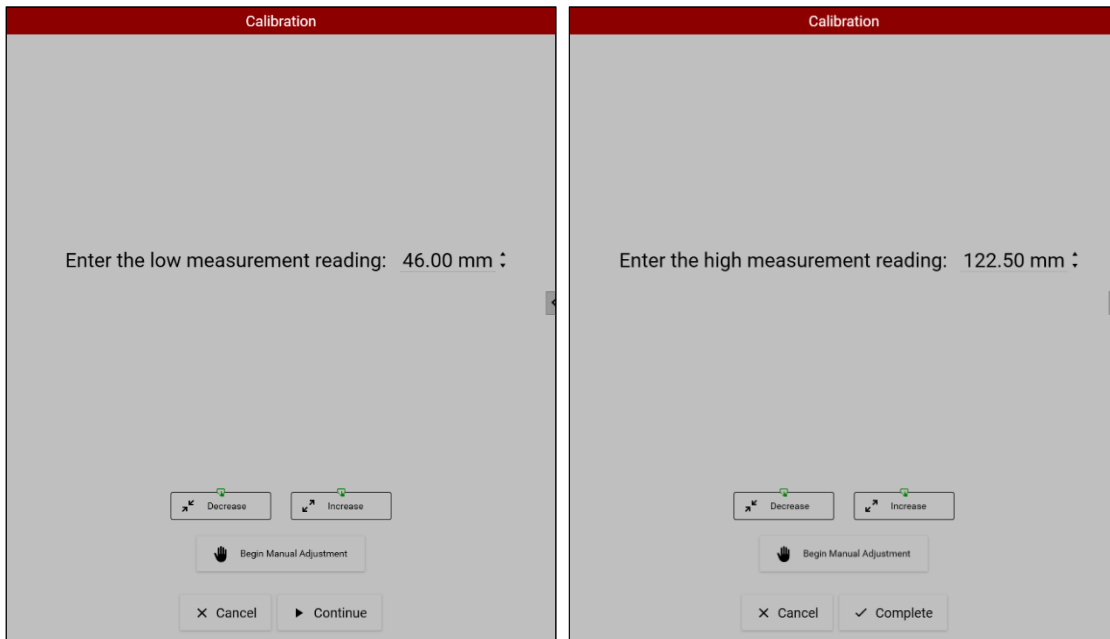 Calibration
Enter the low measurement reading: 46.00 mm
Decrease Increase
Begin Manual Adjustment
Cancel Continue
Calibration
Enter the high measurement reading: 122.50 mm
Decrease Increase
Begin Manual Adjustment
Cancel Complete